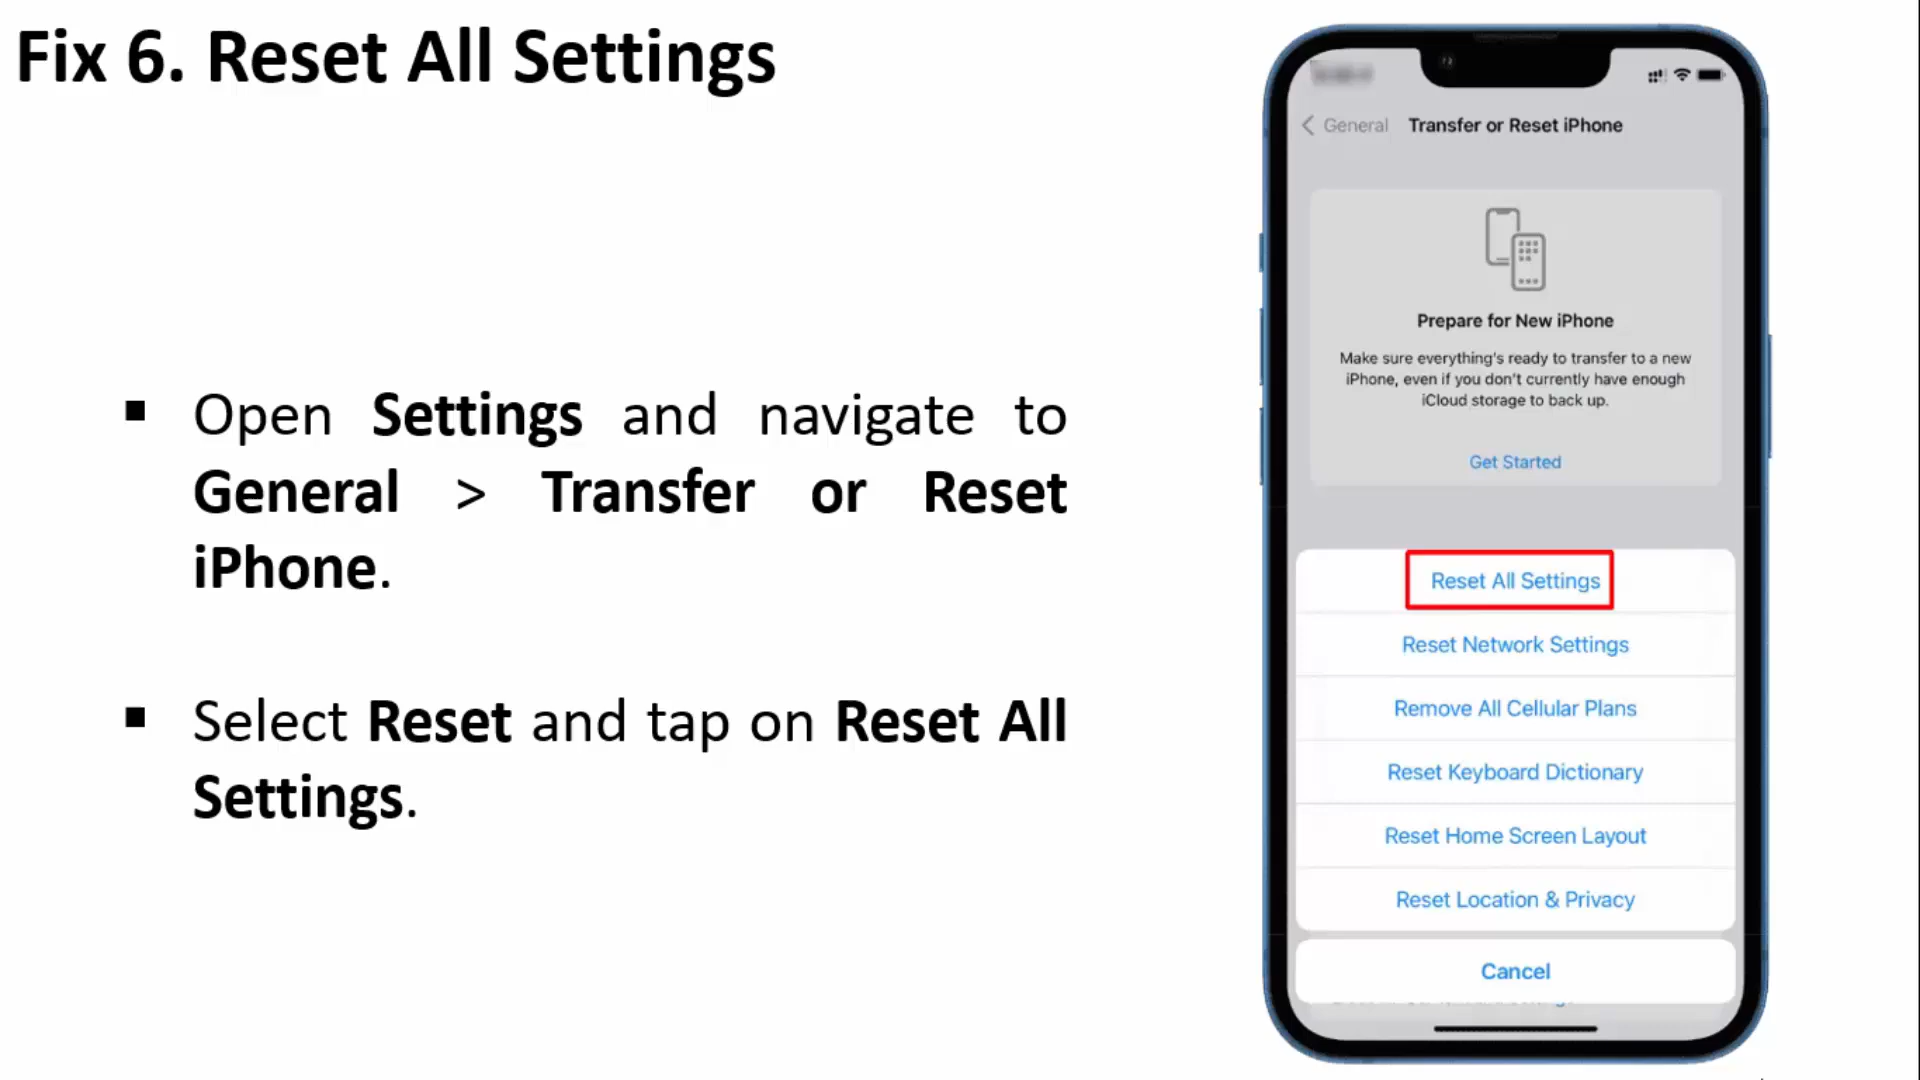 Fix 6. Reset All Settings
▪ Open Settings and navigate to
General > Transfer or Reset
iPhone.
▪ Select Reset and tap on Reset All
Settings.
General Transfer or Reset iPhone
Prepare for New iPhone
Make sure everything's ready to transfer to a new
iPhone, even if you don't currently have enough
iCloud storage to back up.
Get Started
Reset All Settings
Reset Network Settings
Remove All Cellular Plans
Reset Keyboard Dictionary
Reset Home Screen Layout
Reset Location & Privacy
Cancel